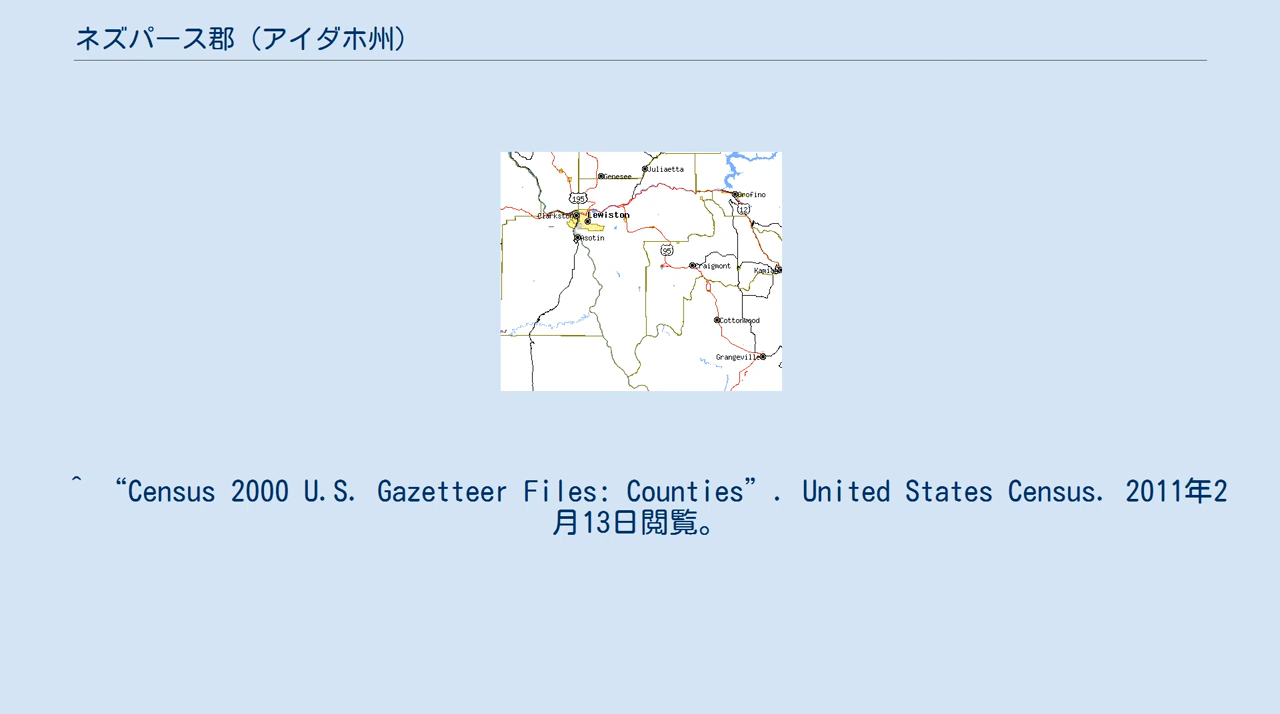 ネズパース郡（アイダホ州）
Juliaetta
Genesee
195
Orofino
12
Clarkston
Lewiston
Asotin
95
Craigmont
Kamiah
Cottonwood
Grangeville
^ “Census 2000 U.S. Gazetteer Files: Counties”. United States Census. 2011年2
月13日閲覧。